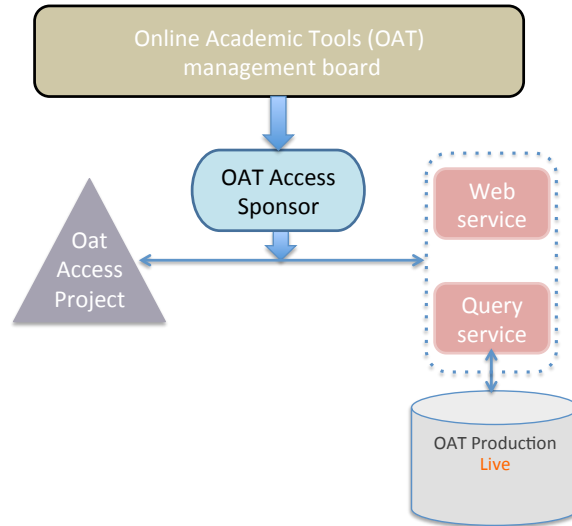 Online Academic Tools (OAT)
management board
OAT Access
Sponsor
Oat
Access
Project
Web
service
Query
service
OAT Production
Live